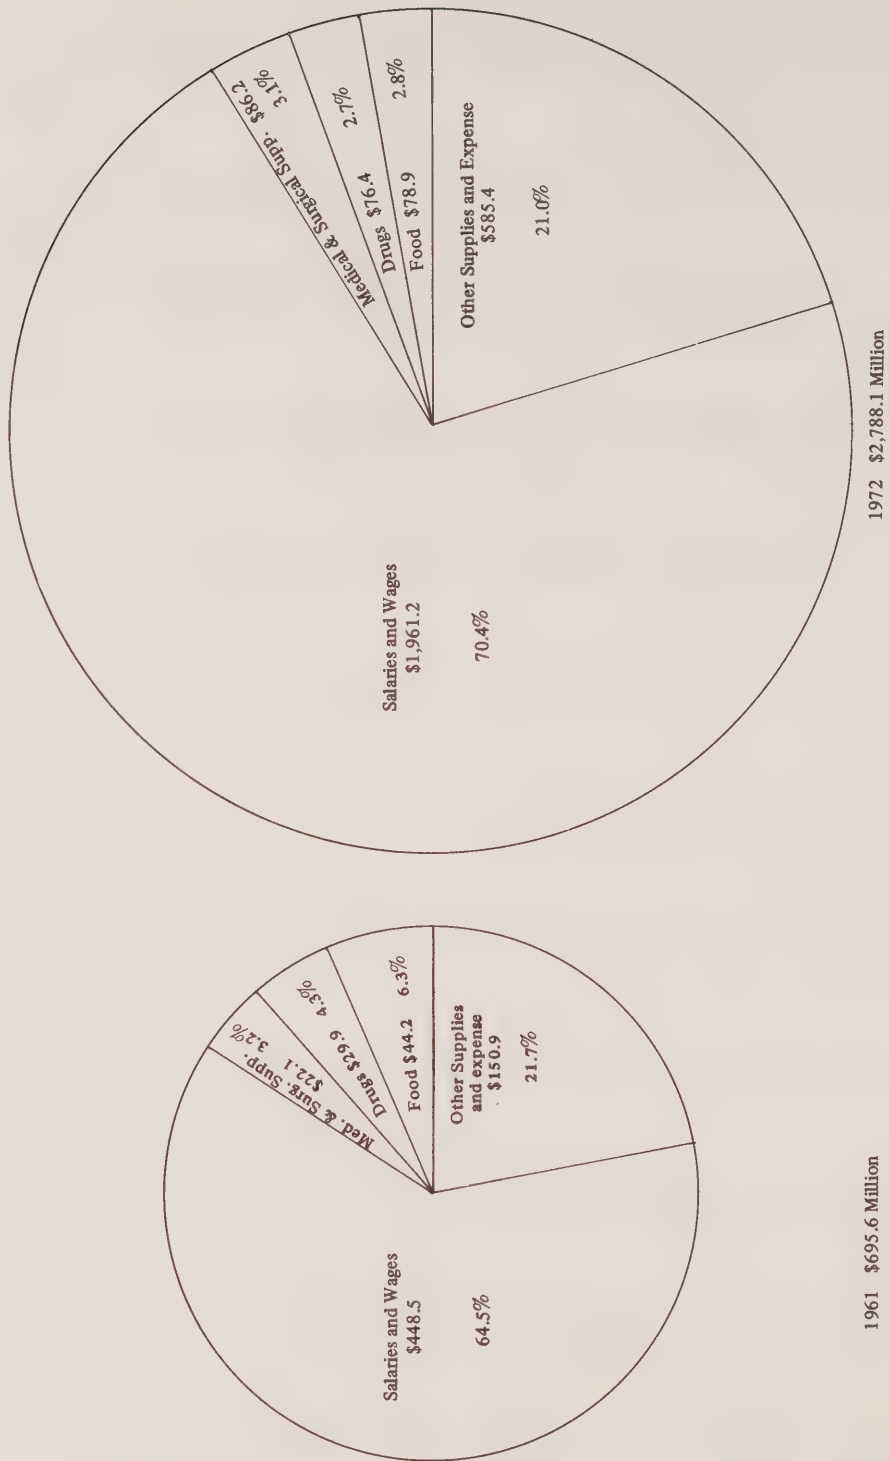 Salaries and Wages
$448.5
64.5%
Med. & Surg. Supp.
$22.1
3.2%
Drugs $29.9 4.3%
Food $44.2 6.3%
Other Supplies
and expense
$150.9
21.7%
1961 $695.6 Million
Salaries and Wages
$1,961.2
70.4%
Medical & Surgical Supp. $86.2
3.1%
Drugs $76.4 2.7%
Food $78.9 2.8%
Other Supplies and Expense
$585.4
21.0%
1972 $2,788.1 Million